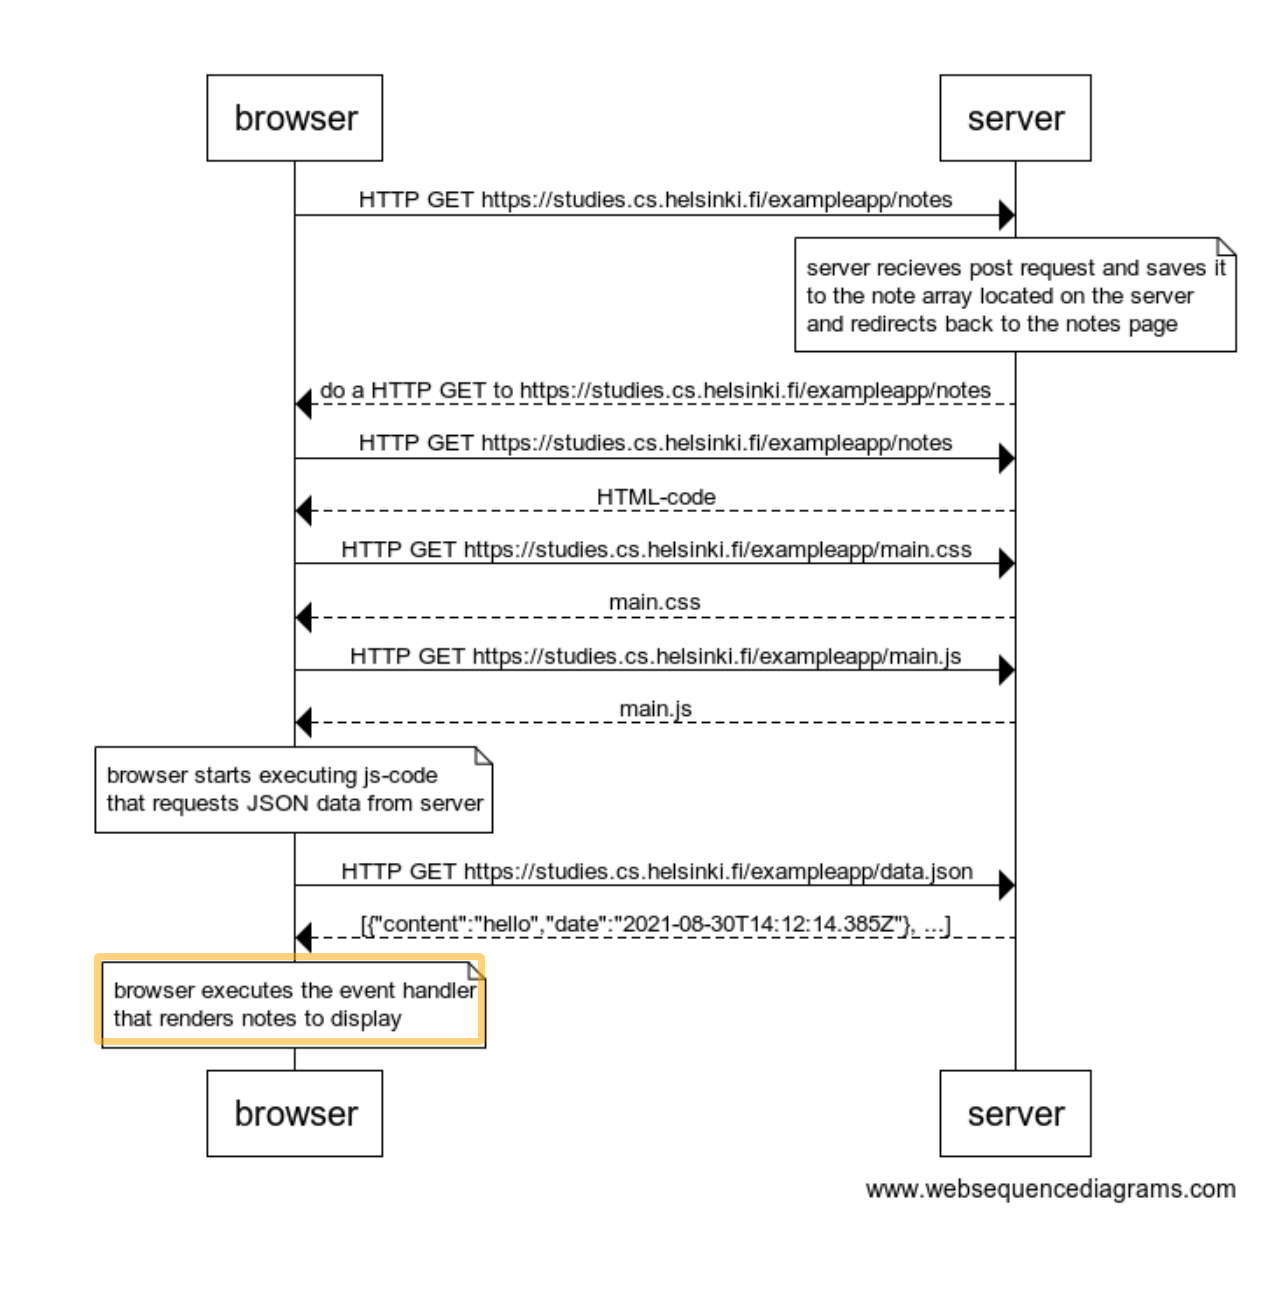 browser
server
HTTP GET https://studies.cs.helsinki.fi/exampleapp/notes
server recieves post request and saves it
to the note array located on the server
and redirects back to the notes page
do a HTTP GET to https://studies.cs.helsinki.fi/exampleapp/notes
HTTP GET https://studies.cs.helsinki.fi/exampleapp/notes
HTML-code
HTTP GET https://studies.cs.helsinki.fi/exampleapp/main.css
main.css
HTTP GET https://studies.cs.helsinki.fi/exampleapp/main.js
main.js
browser starts executing js-code
that requests JSON data from server
HTTP GET https://studies.cs.helsinki.fi/exampleapp/data.json
[{"content":"hello","date":"2021-08-30T14:12:14.385Z"}, ...]
browser executes the event handler
that renders notes to display
browser
server
www.websequencediagrams.com